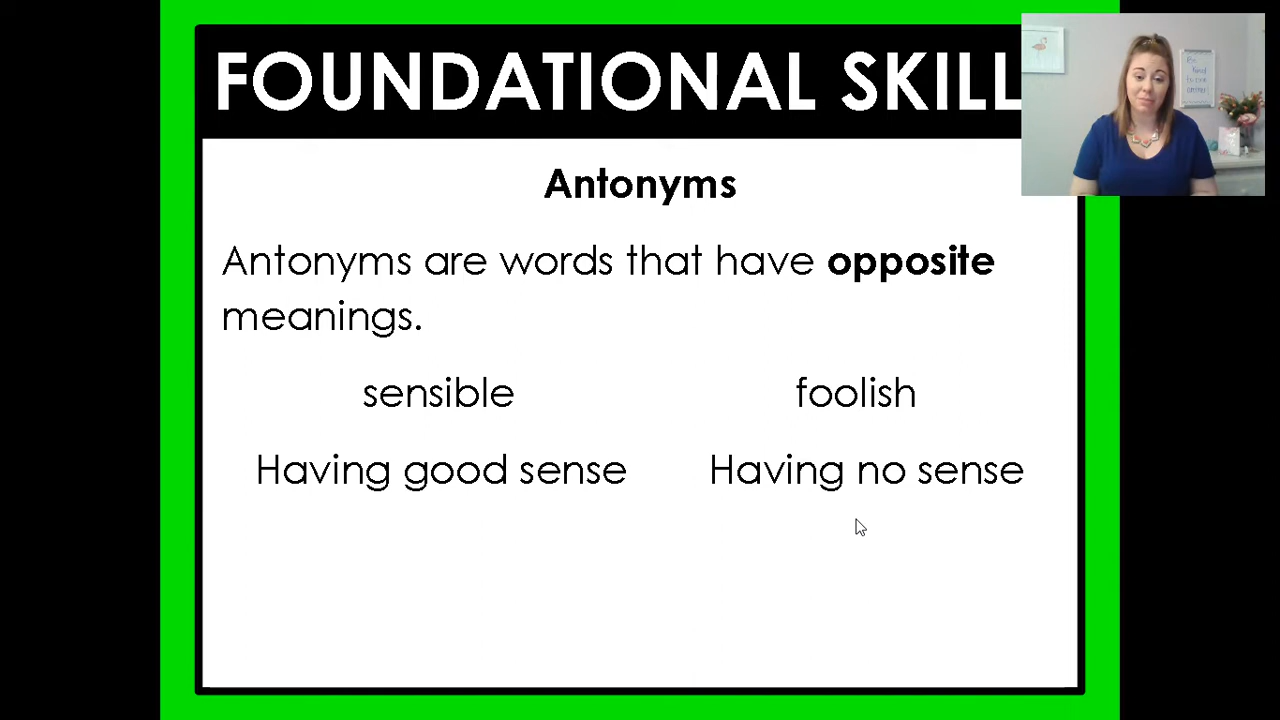 FOUNDATIONAL SKILL
Antonyms
Antonyms are words that have opposite
meanings.
sensible foolish
Having good sense Having no sense